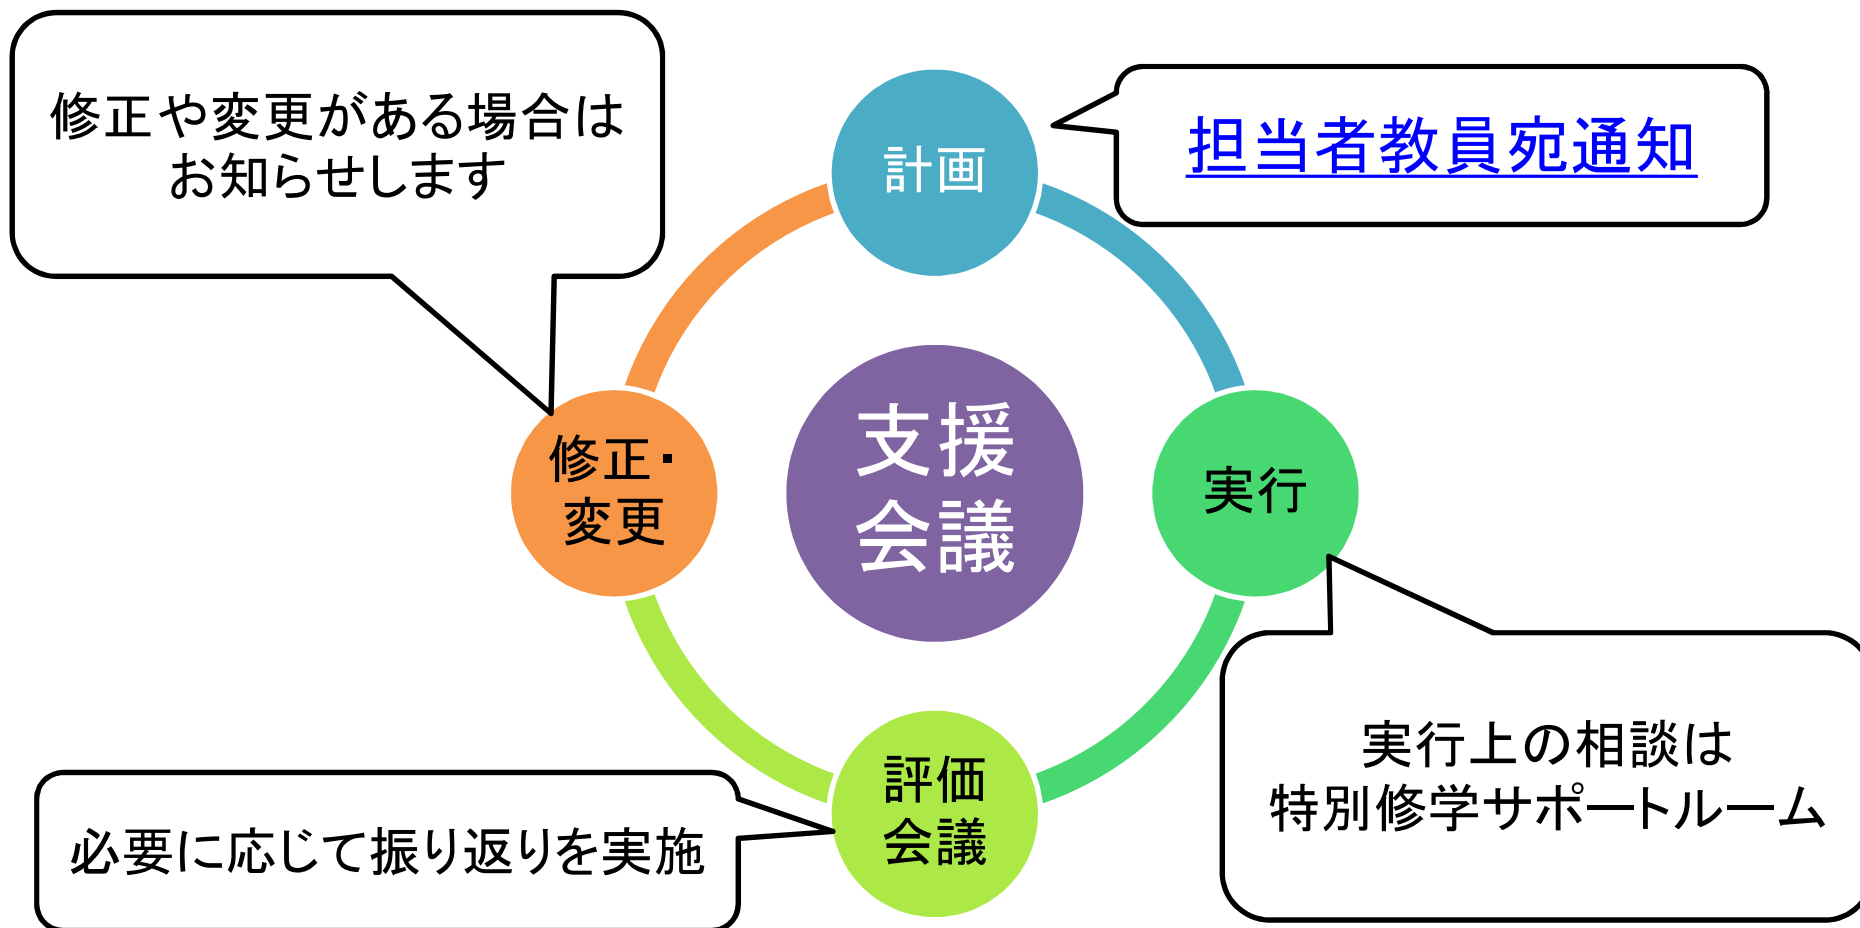 修正や変更がある場合は
お知らせします
計画
担当者教員宛通知
支援
会議
修正・
変更
実行
実行上の相談は
特別修学サポートルーム
評価
会議
必要に応じて振り返りを実施